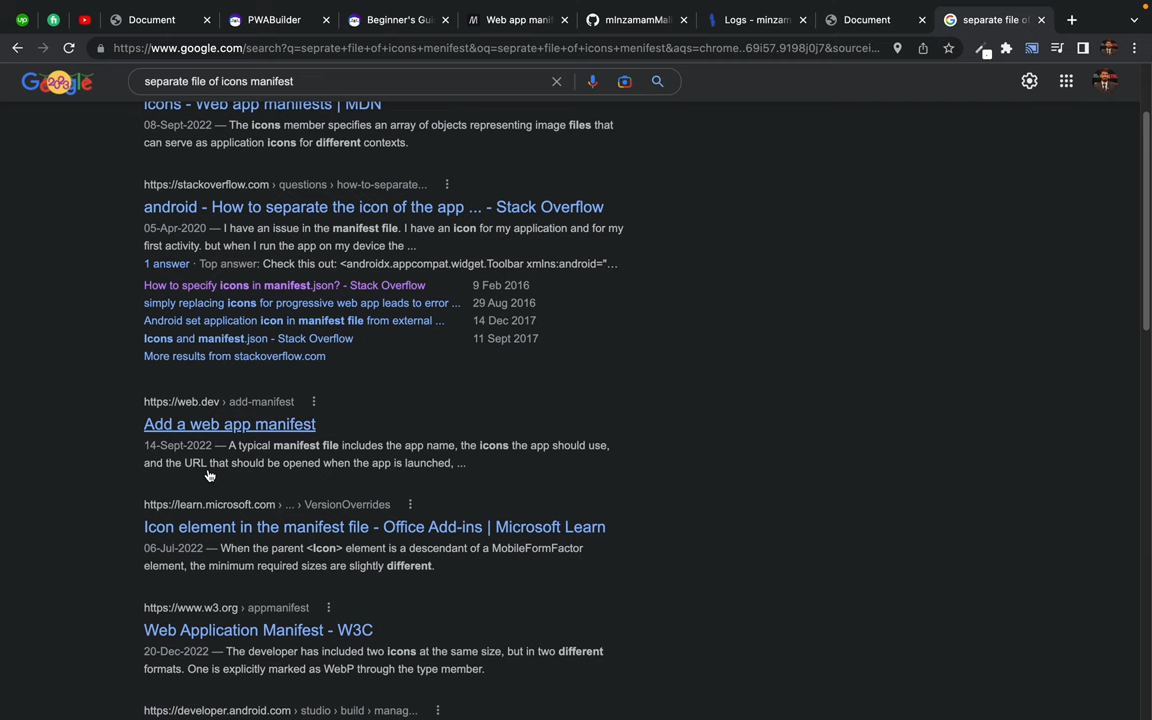 Document
PWABuilder
Beginner's Gui
Web app mani
mInzamamMali
Logs - minzam
Document
separate file of
https://www.google.com/search?q=seprate+file+of+icons+menifest&oq=seprate+file+of+icons+menifest&aqs=chrome..69i57.9198j0j7&sourcei...
separate file of icons manifest
Icons - Web app manifests | MDN
08-Sept-2022 — The icons member specifies an array of objects representing image files that
can serve as application icons for different contexts.
https://stackoverflow.com › questions › how-to-separate...
android - How to separate the icon of the app ... - Stack Overflow
05-Apr-2020 — I have an issue in the manifest file. I have an icon for my application and for my
first activity. but when I run the app on my device the ...
1 answer · Top answer: Check this out: <androidx.appcompat.widget.Toolbar xmlns:android="...
How to specify icons in manifest.json? - Stack Overflow 9 Feb 2016
simply replacing icons for progressive web app leads to error ... 29 Aug 2016
Android set application icon in manifest file from external ... 14 Dec 2017
Icons and manifest.json - Stack Overflow 11 Sept 2017
More results from stackoverflow.com
https://web.dev › add-manifest
Add a web app manifest
14-Sept-2022 — A typical manifest file includes the app name, the icons the app should use,
and the URL that should be opened when the app is launched, ...
https://learn.microsoft.com › ... › VersionOverrides
Icon element in the manifest file - Office Add-ins | Microsoft Learn
06-Jul-2022 — When the parent <Icon> element is a descendant of a MobileFormFactor
element, the minimum required sizes are slightly different.
https://www.w3.org › appmanifest
Web Application Manifest - W3C
20-Dec-2022 — The developer has included two icons at the same size, but in two different
formats. One is explicitly marked as WebP through the type member.
https://developer.android.com › studio › build › manag...